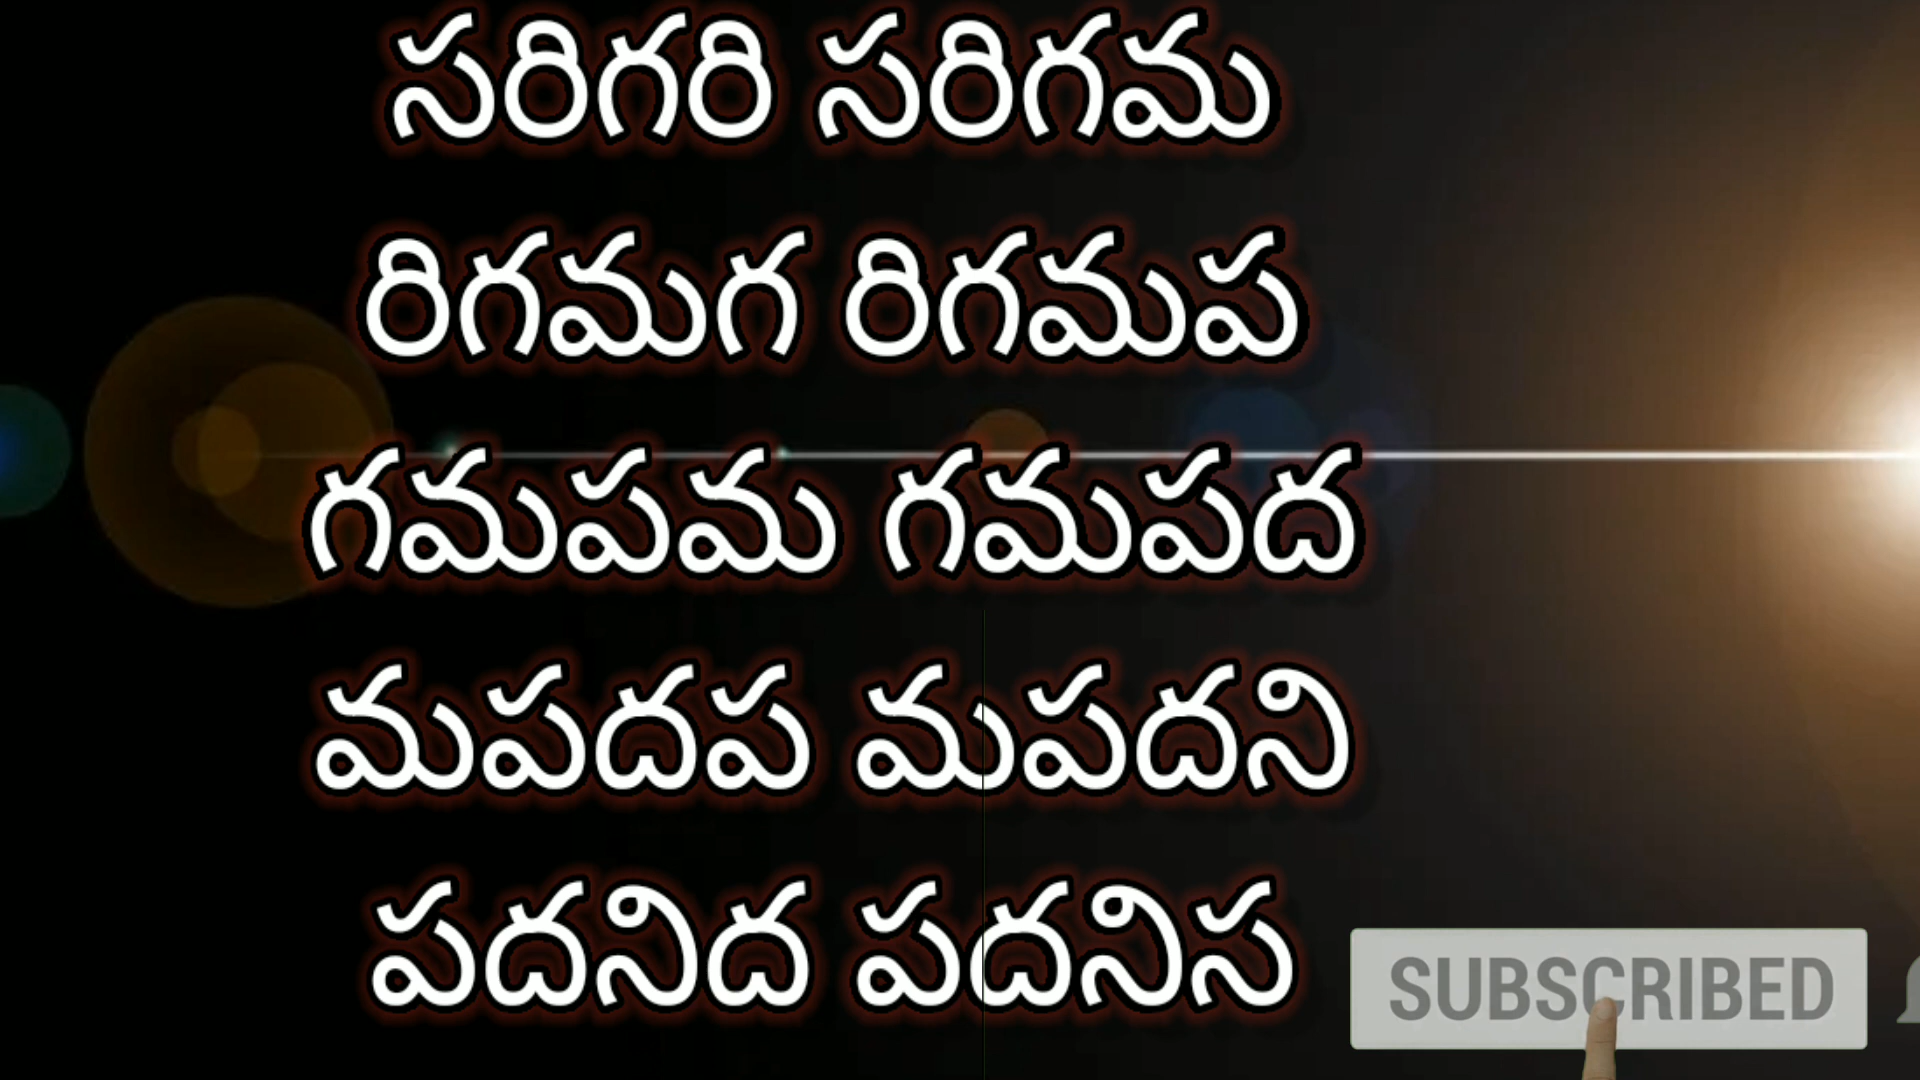 సరిగరి సరిగమ
రిగమగ రిగమప
గమపమ గమపద
మపదప మపదని
పదనిద పదనిస
SUBSCRIBED